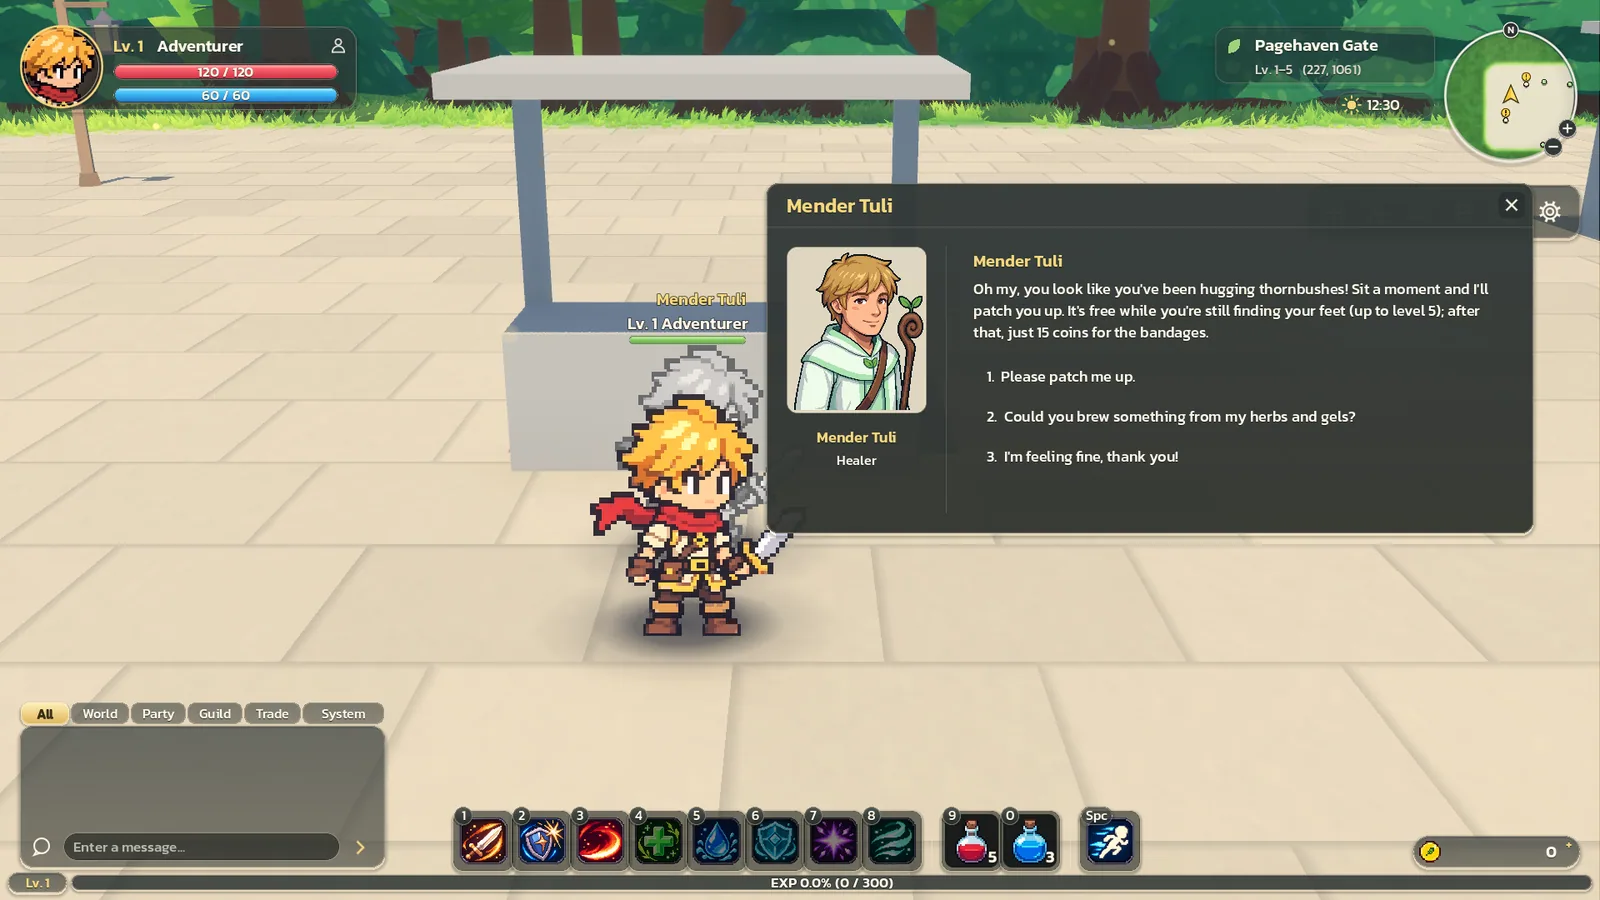 Lv. 1 Adventurer
120 / 120
60 / 60
Pagehaven Gate
Lv. 1–5 (227, 1061)
12:30
N
Mender Tuli
Mender Tuli
Healer
Mender Tuli
Oh my, you look like you've been hugging thornbushes! Sit a moment and I'll
patch you up. It's free while you're still finding your feet (up to level 5); after
that, just 15 coins for the bandages.
1. Please patch me up.
2. Could you brew something from my herbs and gels?
3. I'm feeling fine, thank you!
Mender Tuli
Lv. 1 Adventurer
All World Party Guild Trade System
Enter a message...
1 2 3 4 5 6 7 8 9 0 Spc
5 3
0
Lv. 1
EXP 0.0% (0 / 300)